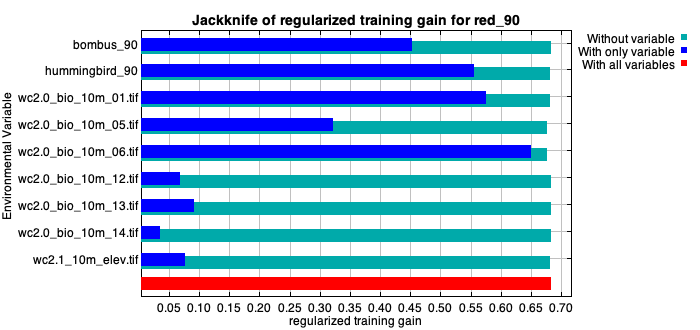 Jackknife of regularized training gain for red_90
Without variable
With only variable
With all variables
Environmental Variable
bombus_90
hummingbird_90
wc2.0_bio_10m_01.tif
wc2.0_bio_10m_05.tif
wc2.0_bio_10m_06.tif
wc2.0_bio_10m_12.tif
wc2.0_bio_10m_13.tif
wc2.0_bio_10m_14.tif
wc2.1_10m_elev.tif
0.05 0.10 0.15 0.20 0.25 0.30 0.35 0.40 0.45 0.50 0.55 0.60 0.65 0.70
regularized training gain